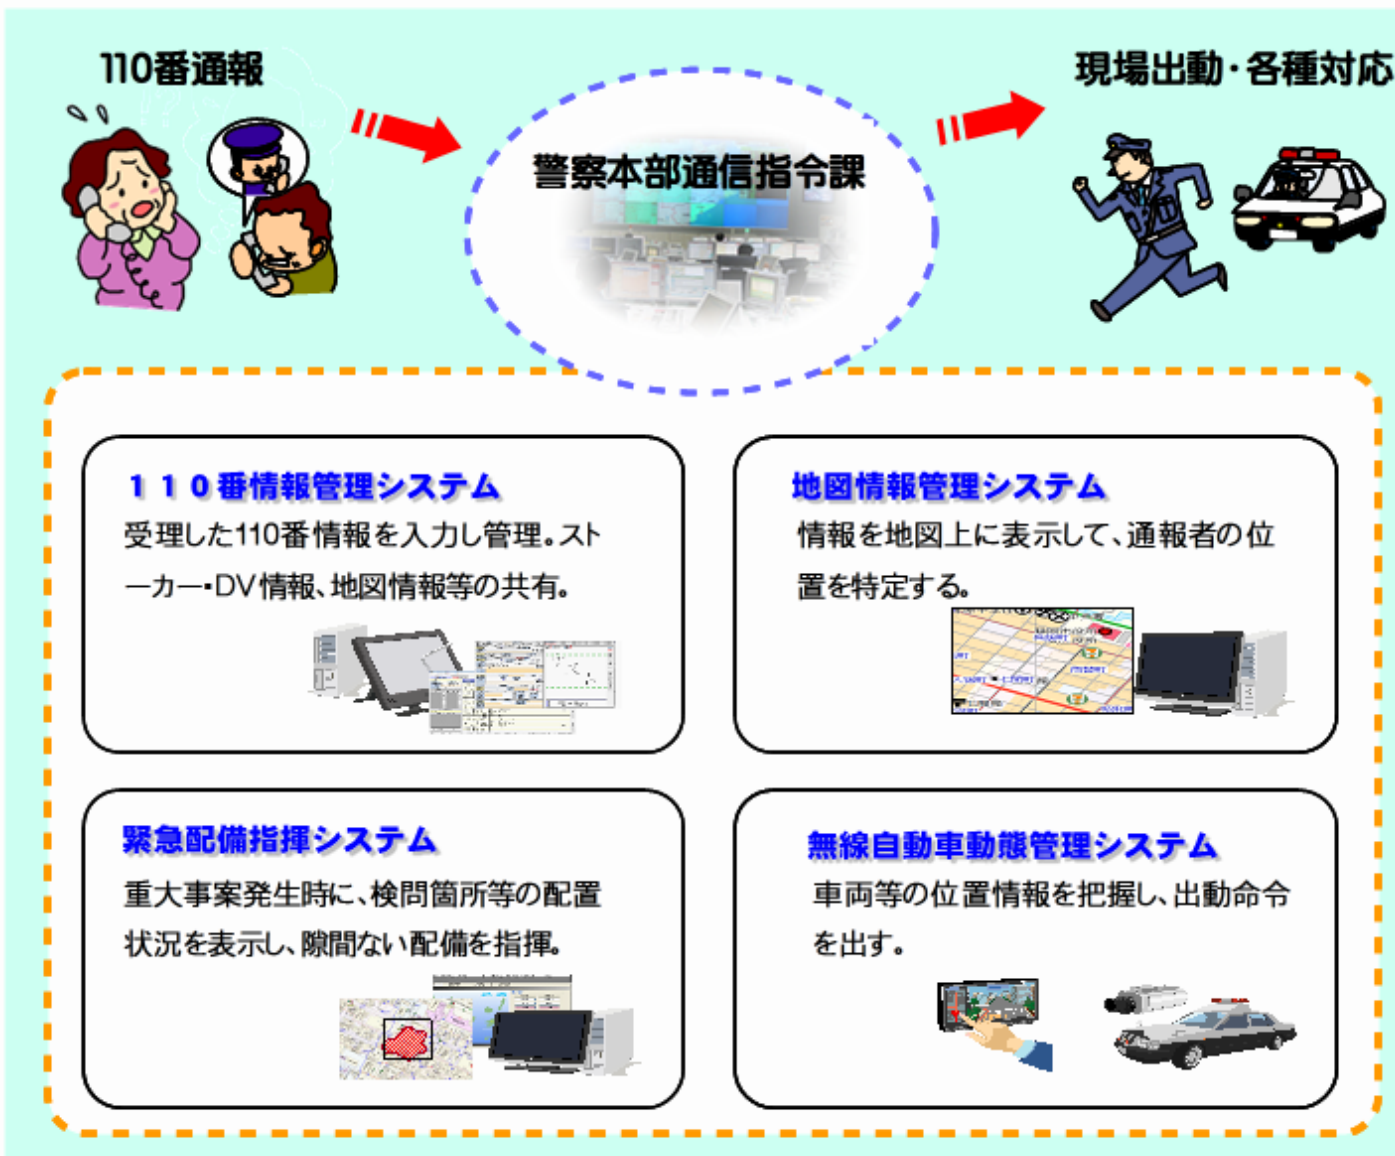 110番通報
警察本部通信指令課
現場出動・各種対応
１１０番情報管理システム
受理した110番情報を入力し管理。スト
ーカー・DV情報、地図情報等の共有。
地図情報管理システム
情報を地図上に表示して、通報者の位
置を特定する。
緊急配備指揮システム
重大事案発生時に、検問箇所等の配置
状況を表示し、隙間ない配備を指揮。
無線自動車動態管理システム
車両等の位置情報を把握し、出動命令
を出す。